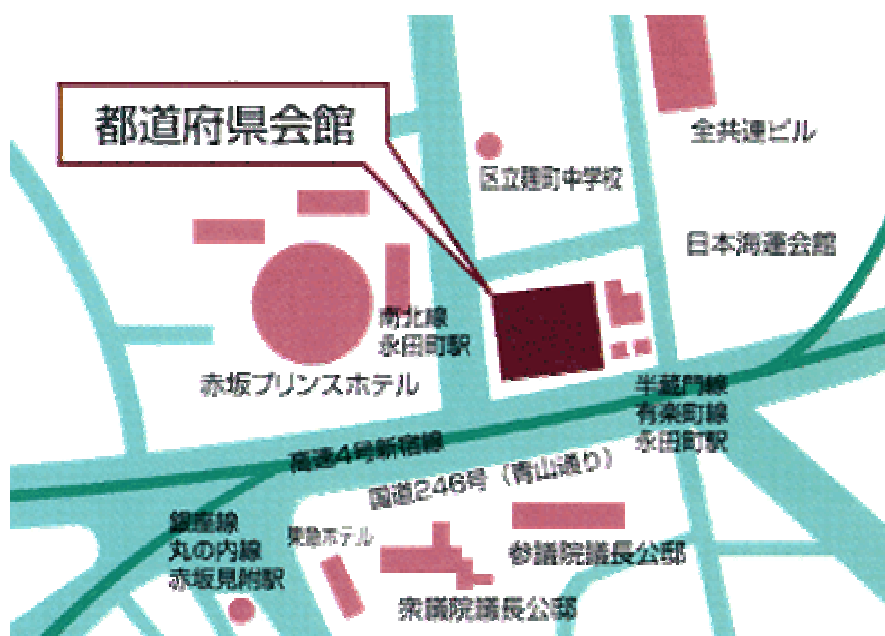 都道府県会館
全共連ビル
区立麹町中学校
日本海運会館
南北線
永田町駅
赤坂プリンスホテル
半蔵門線
有楽町線
永田町駅
高速4号新宿線
国道246号（青山通り）
銀座線
丸の内線
赤坂見附駅
東急ホテル
参議院議長公邸
衆議院議長公邸